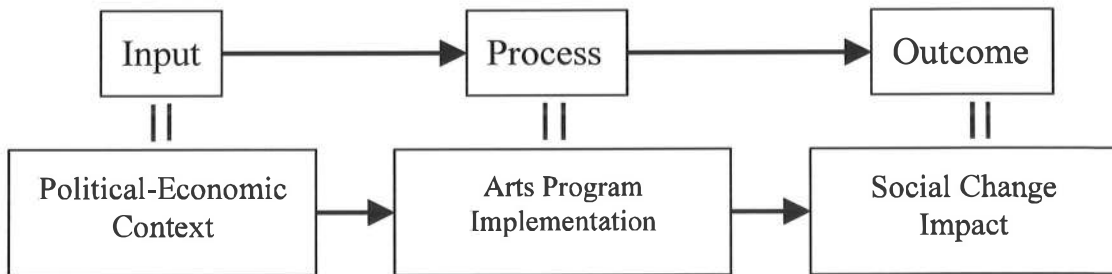 Input
Process
Outcome
Political-Economic
Context
Arts Program
Implementation
Social Change
Impact